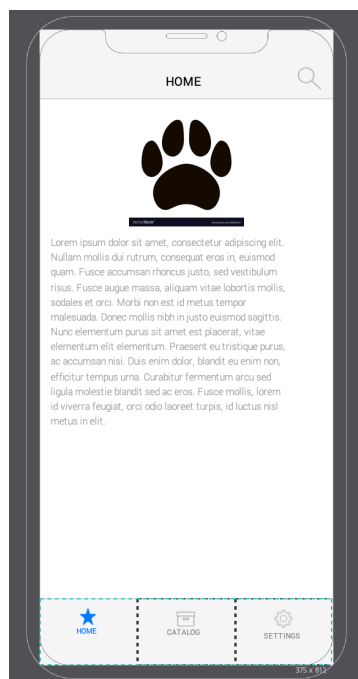 HOME
VectorStock
Lorem ipsum dolor sit amet, consectetur adipiscing elit.
Nullam mollis dui rutrum, consequat eros in, euismod
quam. Fusce accumsan rhoncus justo, sed vestibulum
risus. Fusce augue massa, aliquam vitae lobortis mollis,
sodales et orci. Morbi non est id metus tempor
malesuada. Donec mollis nibh in justo euismod sagittis.
Nunc elementum purus sit amet est placerat, vitae
elementum elit elementum. Praesent eu tristique purus,
ac accumsan nisi. Duis enim dolor, blandit eu enim non,
efficitur tempus urna. Curabitur fermentum arcu sed
ligula molestie blandit sed ac eros. Fusce mollis, lorem
id viverra feugiat, orci odio laoreet turpis, id luctus nisl
metus in elit.
HOME
CATALOG
SETTINGS
375 x 812